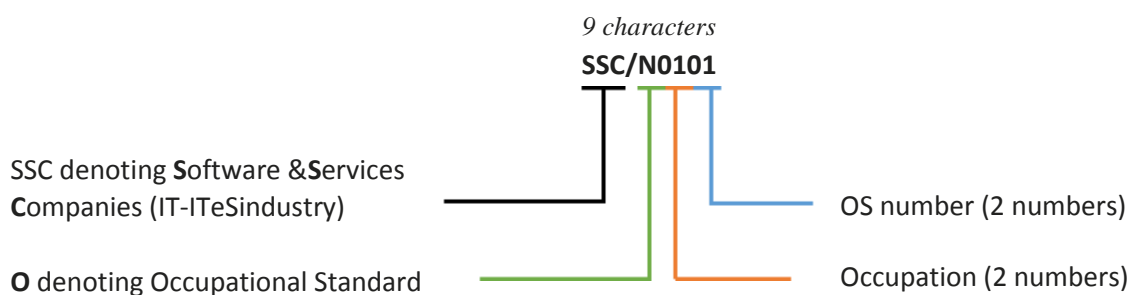 9 characters
SSC/N0101
SSC denoting Software &Services
Companies (IT-ITeSindustry)
OS number (2 numbers)
O denoting Occupational Standard
Occupation (2 numbers)